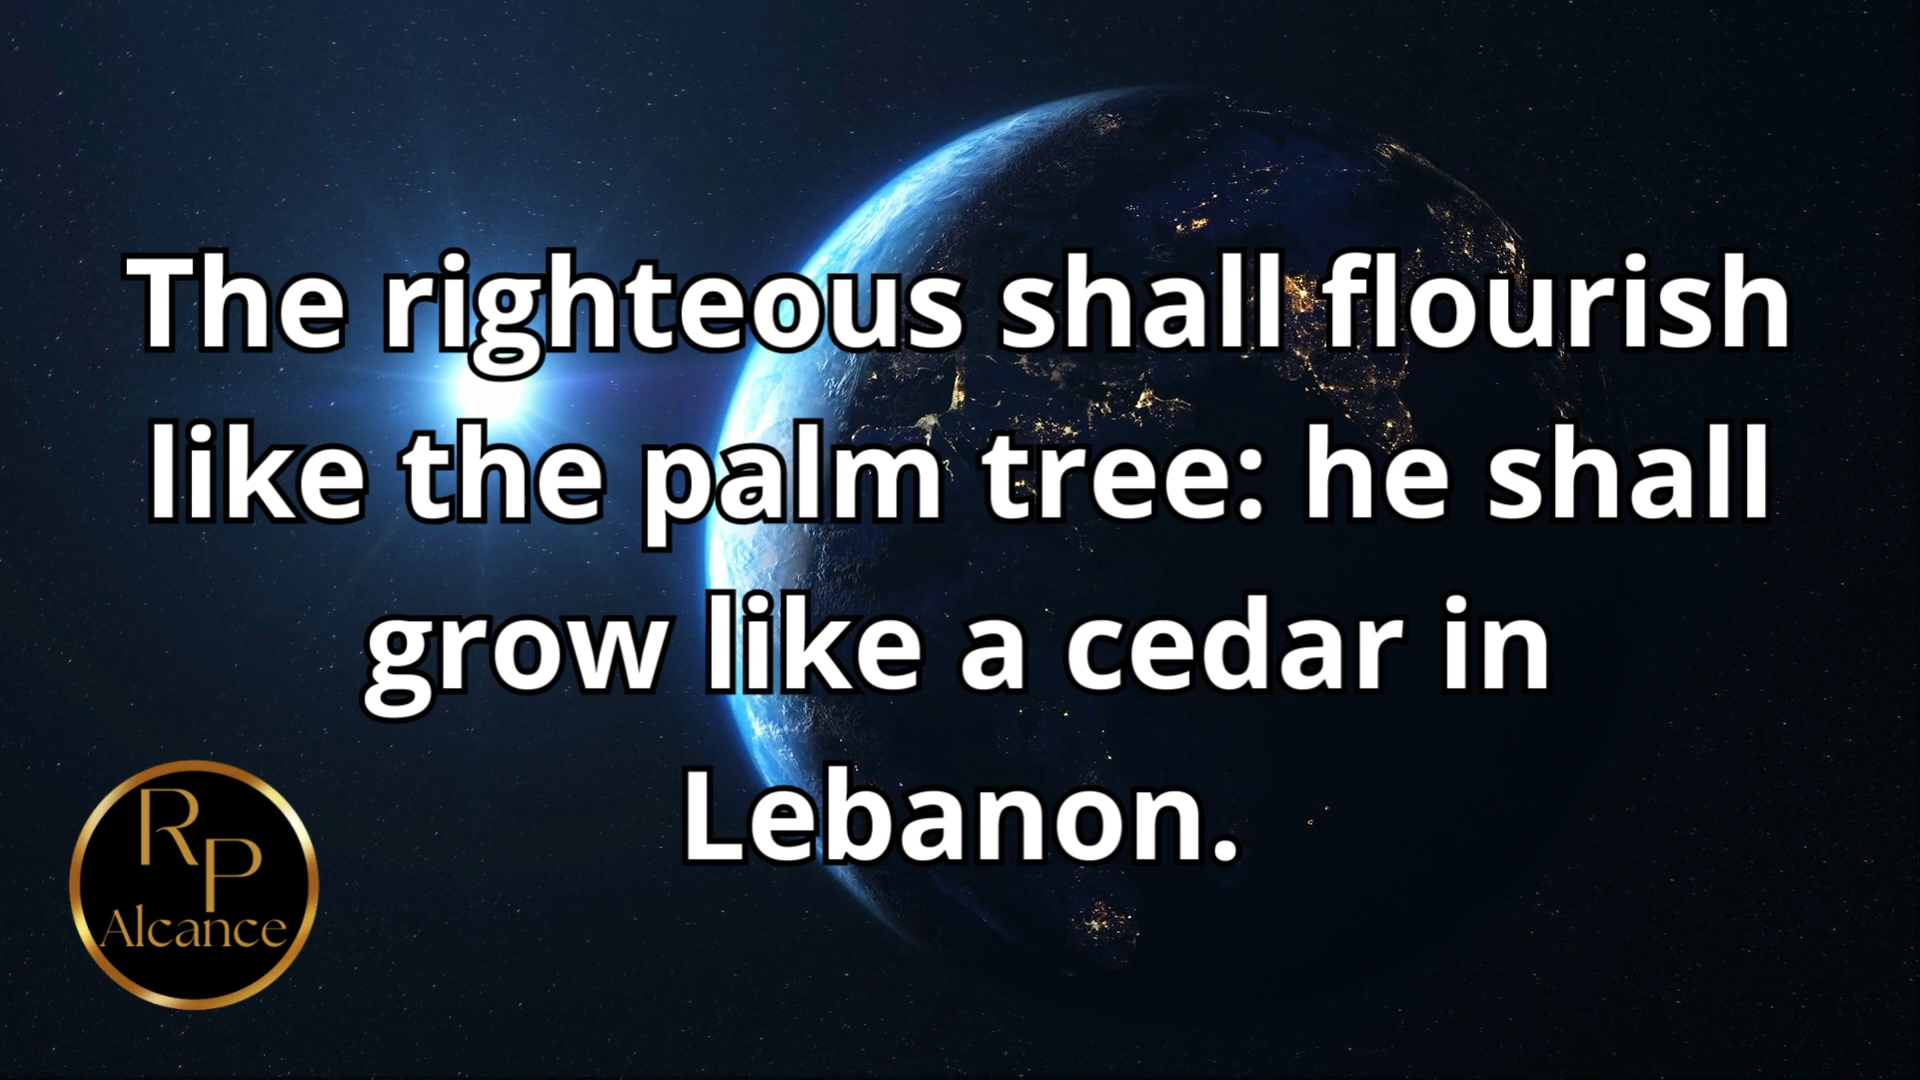 The righteous shall flourish
like the palm tree: he shall
grow like a cedar in
Lebanon.
R
P
Alcance